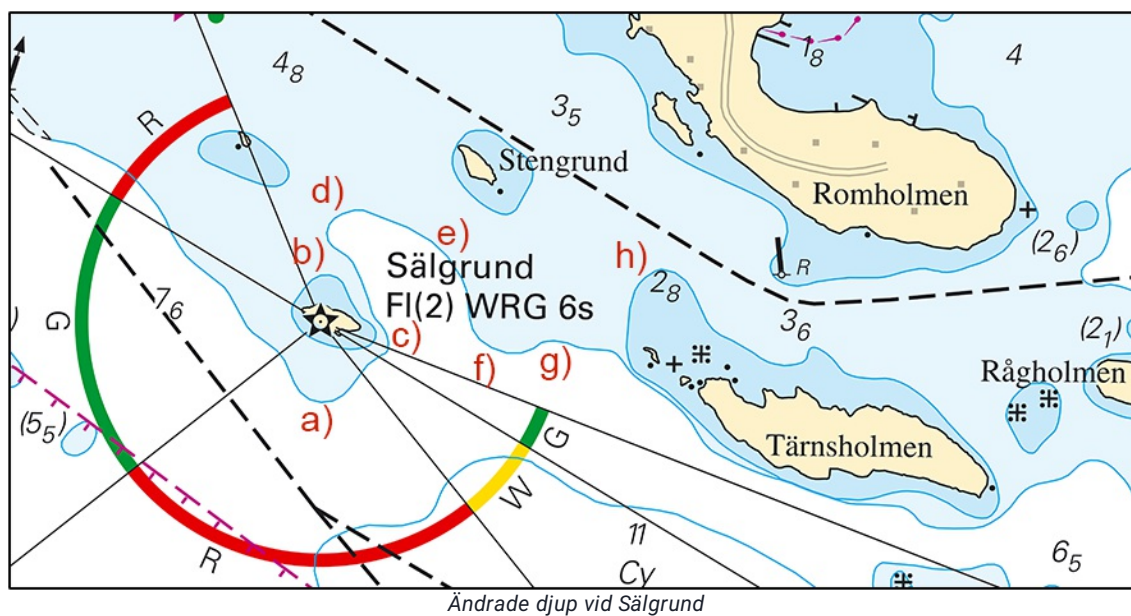 4₈
1₈
4
R
3₅
Stengrund
Romholmen
d)
e)
b)
Sälgrund
h)
R
(2₆)
Fl(2) WRG 6s
2₈
7₆
G
3₆
(2₁)
c)
f)
g)
Rågholmen
a)
(5₅)
G
Tärnsholmen
W
R
11
Cy
6₅
Ändrade djup vid Sälgrund